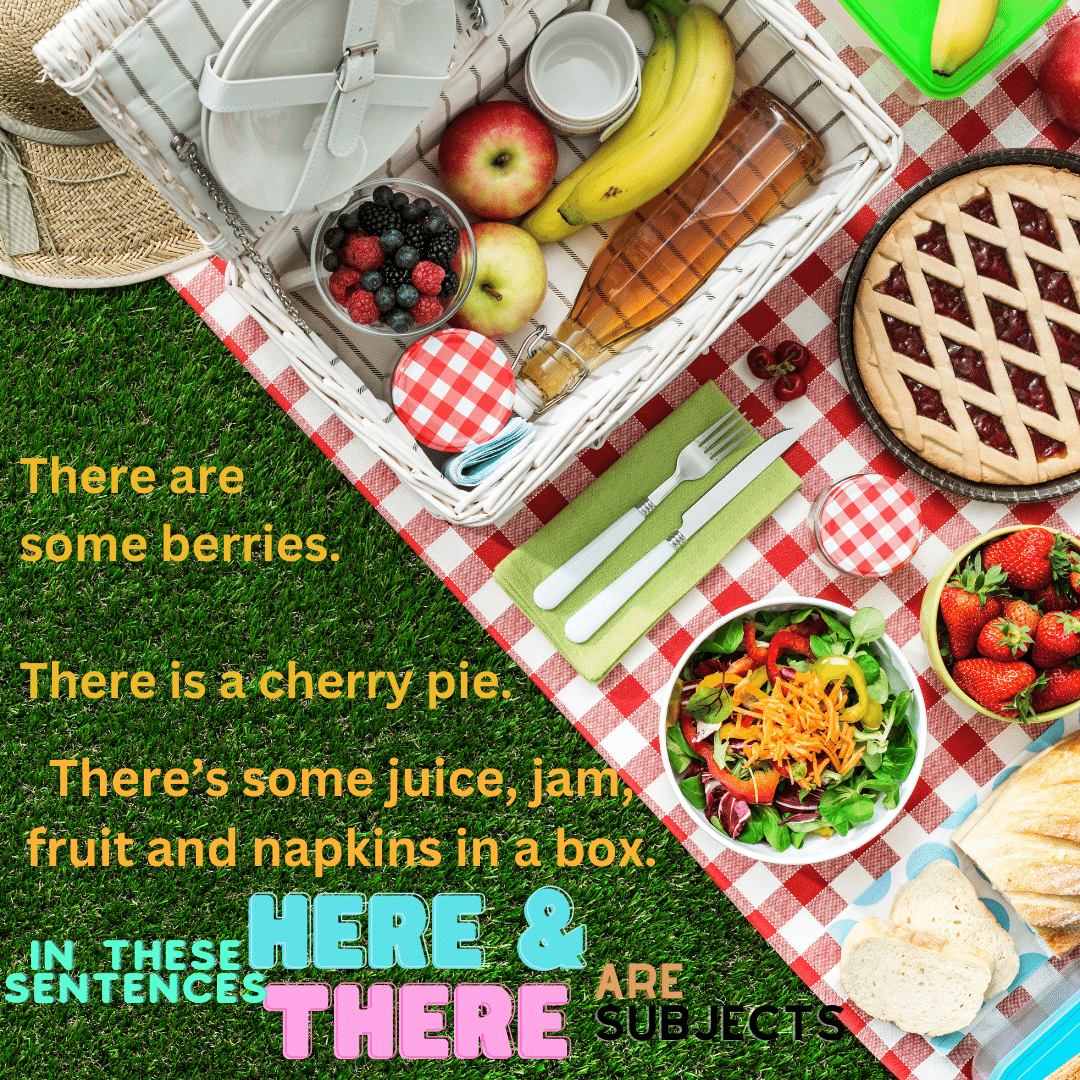 There are
some berries.
There is a cherry pie.
There's some juice, jam,
fruit and napkins in a box.
IN THESE
SENTENCES
HERE &
THERE
ARE
SUBJECTS